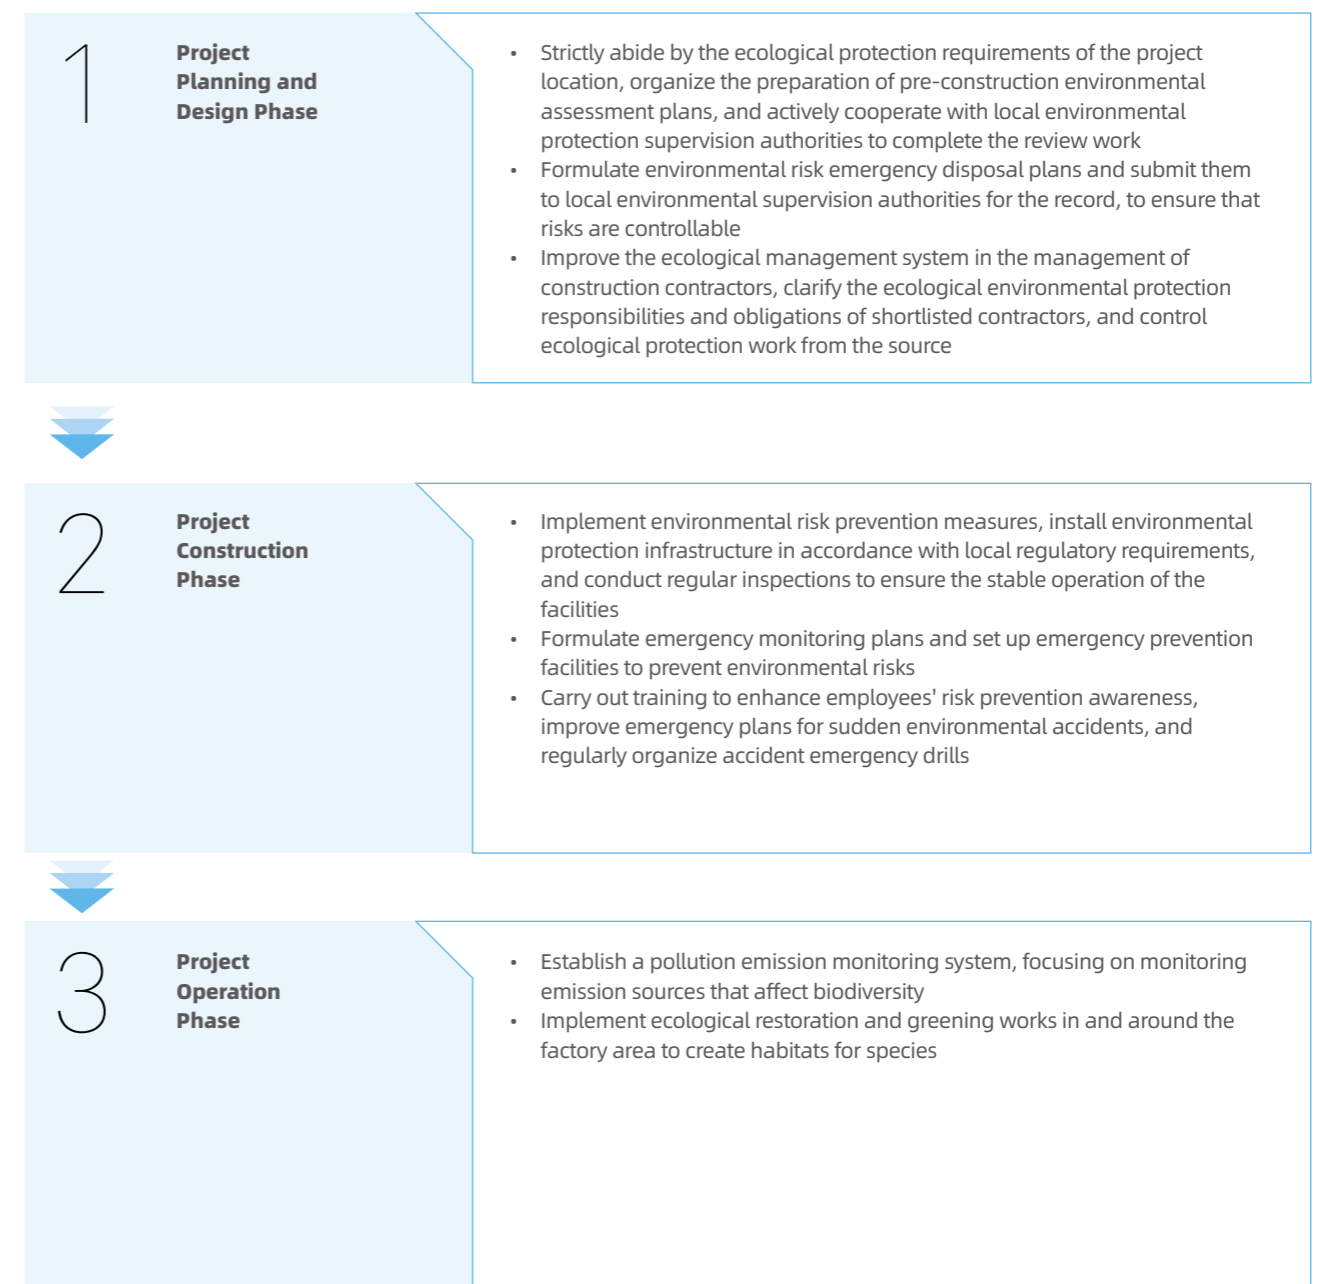 1
Project
Planning and
Design Phase
• Strictly abide by the ecological protection requirements of the project
location, organize the preparation of pre-construction environmental
assessment plans, and actively cooperate with local environmental
protection supervision authorities to complete the review work
• Formulate environmental risk emergency disposal plans and submit them
to local environmental supervision authorities for the record, to ensure that
risks are controllable
• Improve the ecological management system in the management of
construction contractors, clarify the ecological environmental protection
responsibilities and obligations of shortlisted contractors, and control
ecological protection work from the source
2
Project
Construction
Phase
• Implement environmental risk prevention measures, install environmental
protection infrastructure in accordance with local regulatory requirements,
and conduct regular inspections to ensure the stable operation of the
facilities
• Formulate emergency monitoring plans and set up emergency prevention
facilities to prevent environmental risks
• Carry out training to enhance employees' risk prevention awareness,
improve emergency plans for sudden environmental accidents, and
regularly organize accident emergency drills
3
Project
Operation
Phase
• Establish a pollution emission monitoring system, focusing on monitoring
emission sources that affect biodiversity
• Implement ecological restoration and greening works in and around the
factory area to create habitats for species